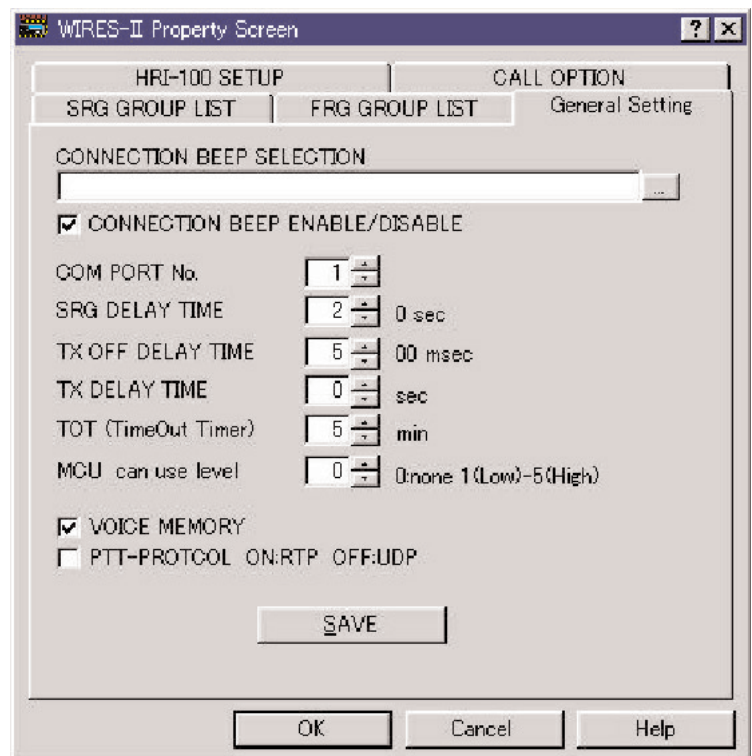 WIRES-II Property Screen
HRI-100 SETUP CALL OPTION
SRG GROUP LIST FRG GROUP LIST General Setting
CONNECTION BEEP SELECTION
...
CONNECTION BEEP ENABLE/DISABLE
COM PORT No. 1
SRG DELAY TIME 2 0 sec
TX OFF DELAY TIME 5 00 msec
TX DELAY TIME 0 sec
TOT (TimeOut Timer) 5 min
MCU can use level 0 0:none 1(Low)-5(High)
VOICE MEMORY
PTT-PROTCOL ON:RTP OFF:UDP
SAVE
OK Cancel Help